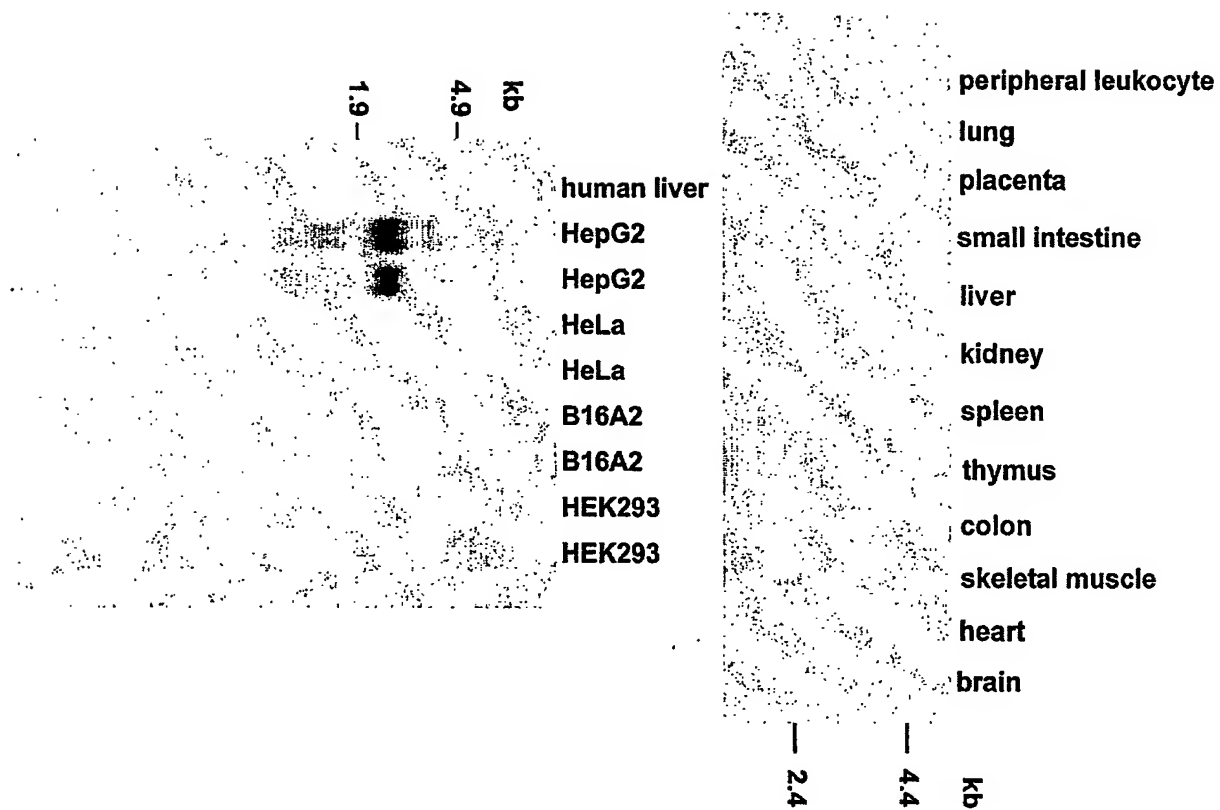 kb
4.9 –
1.9 –
human liver
HepG2
HepG2
HeLa
HeLa
B16A2
B16A2
HEK293
HEK293
peripheral leukocyte
lung
placenta
small intestine
liver
kidney
spleen
thymus
colon
skeletal muscle
heart
brain
kb
– 4.4
– 2.4